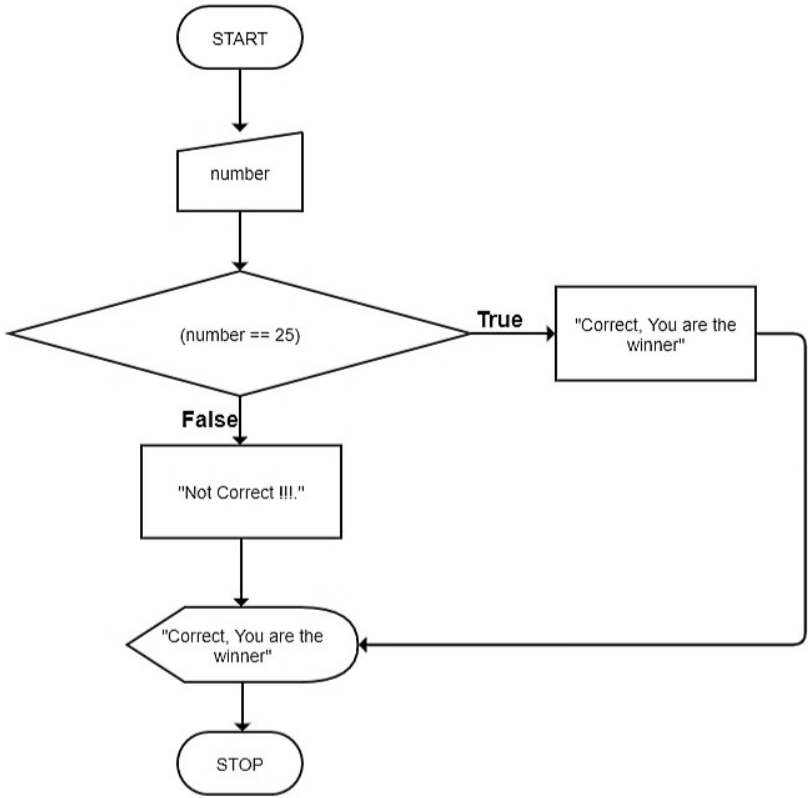 START
number
(number == 25)
True
"Correct, You are the
winner"
False
"Not Correct !!!."
"Correct, You are the
winner"
STOP